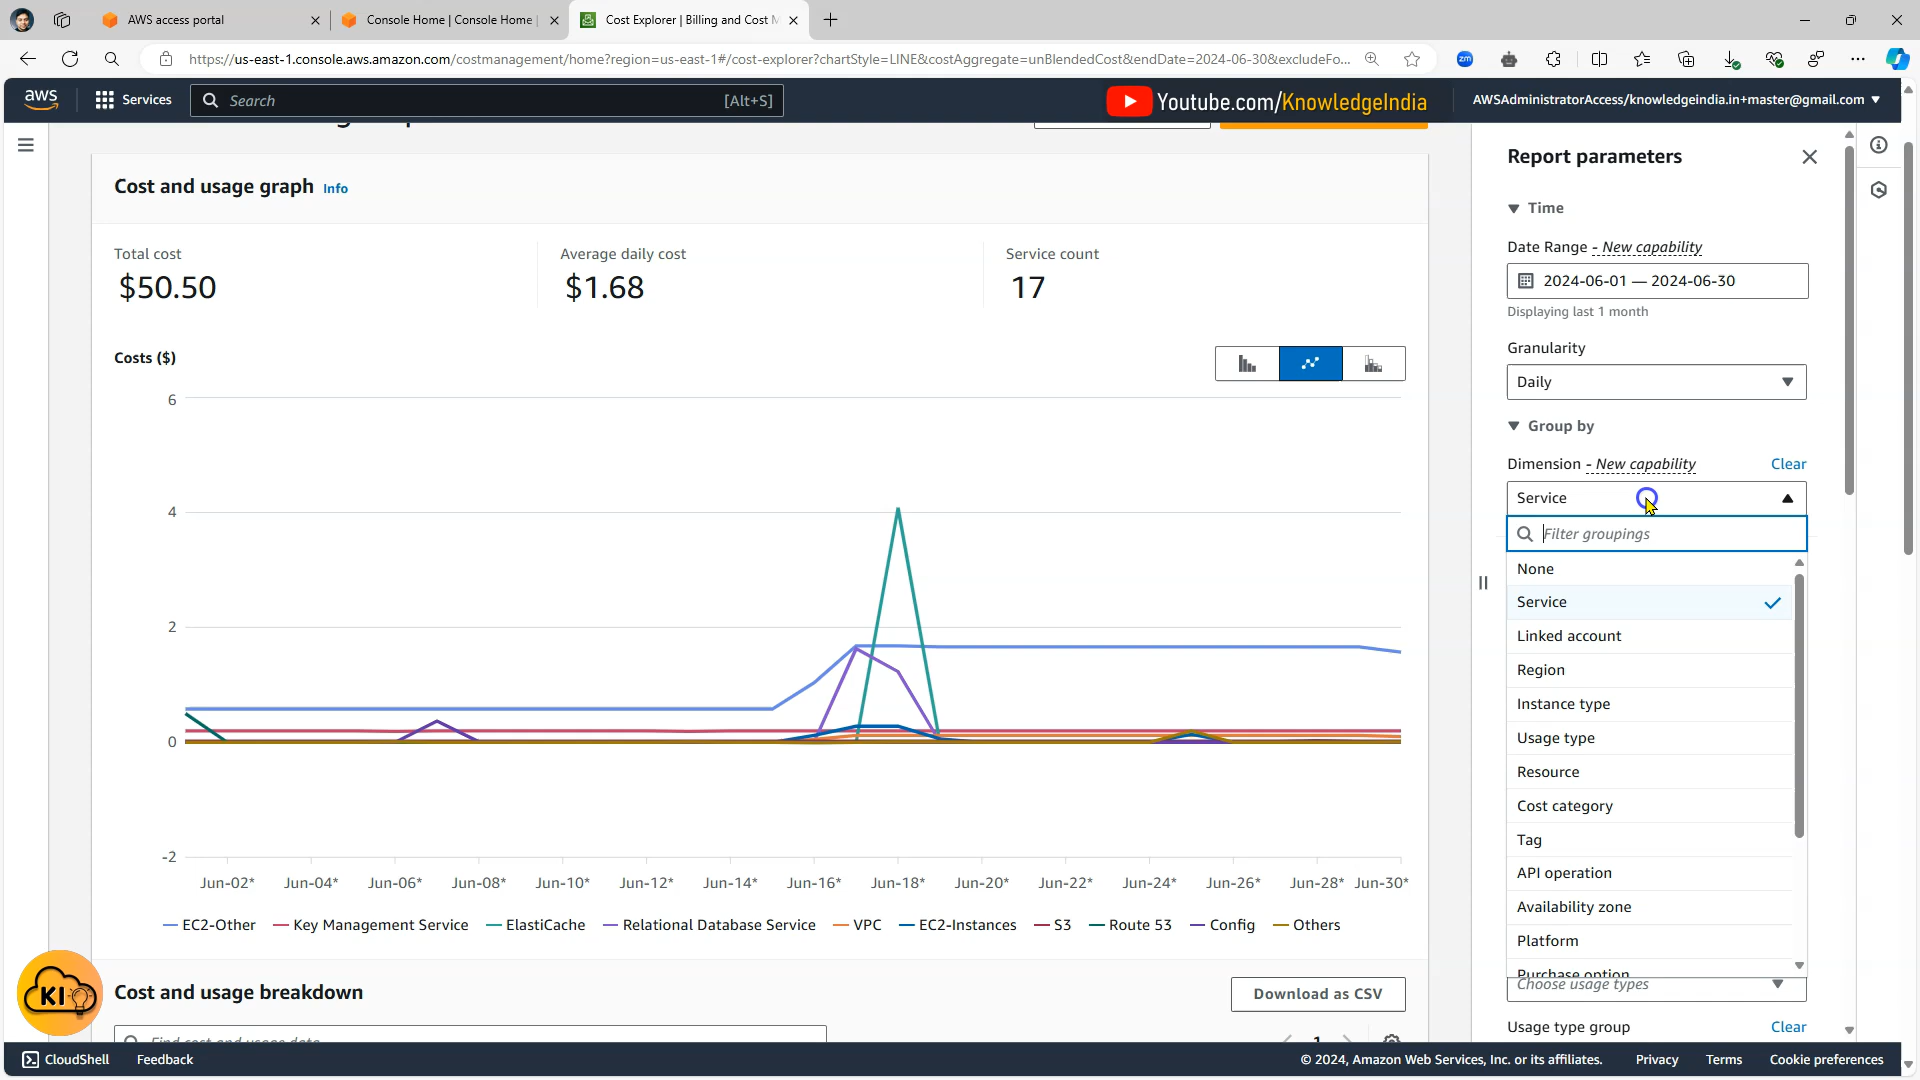 AWS access portal
Console Home | Console Home |
Cost Explorer | Billing and Cost M
https://us-east-1.console.aws.amazon.com/costmanagement/home?region=us-east-1#/cost-explorer?chartStyle=LINE&costAggregate=unBlendedCost&endDate=2024-06-30&excludeFo...
aws
Services
Search
[Alt+S]
Youtube.com/KnowledgeIndia
AWSAdministratorAccess/knowledgeindia.in+master@gmail.com
Cost and usage graph Info
Total cost
$50.50
Average daily cost
$1.68
Service count
17
Costs ($)
6
4
2
0
-2
Jun-02* Jun-04* Jun-06* Jun-08* Jun-10* Jun-12* Jun-14* Jun-16* Jun-18* Jun-20* Jun-22* Jun-24* Jun-26* Jun-28* Jun-30*
EC2-Other Key Management Service ElastiCache Relational Database Service VPC EC2-Instances S3 Route 53 Config Others
Cost and usage breakdown
Download as CSV
Find cost and usage data
1
Report parameters
Time
Date Range - New capability
2024-06-01 — 2024-06-30
Displaying last 1 month
Granularity
Daily
Group by
Dimension - New capability
Clear
Service
Filter groupings
None
Service
Linked account
Region
Instance type
Usage type
Resource
Cost category
Tag
API operation
Availability zone
Platform
Purchase option
Choose usage types
Usage type group
Clear
KI
CloudShell
Feedback
© 2024, Amazon Web Services, Inc. or its affiliates.
Privacy
Terms
Cookie preferences